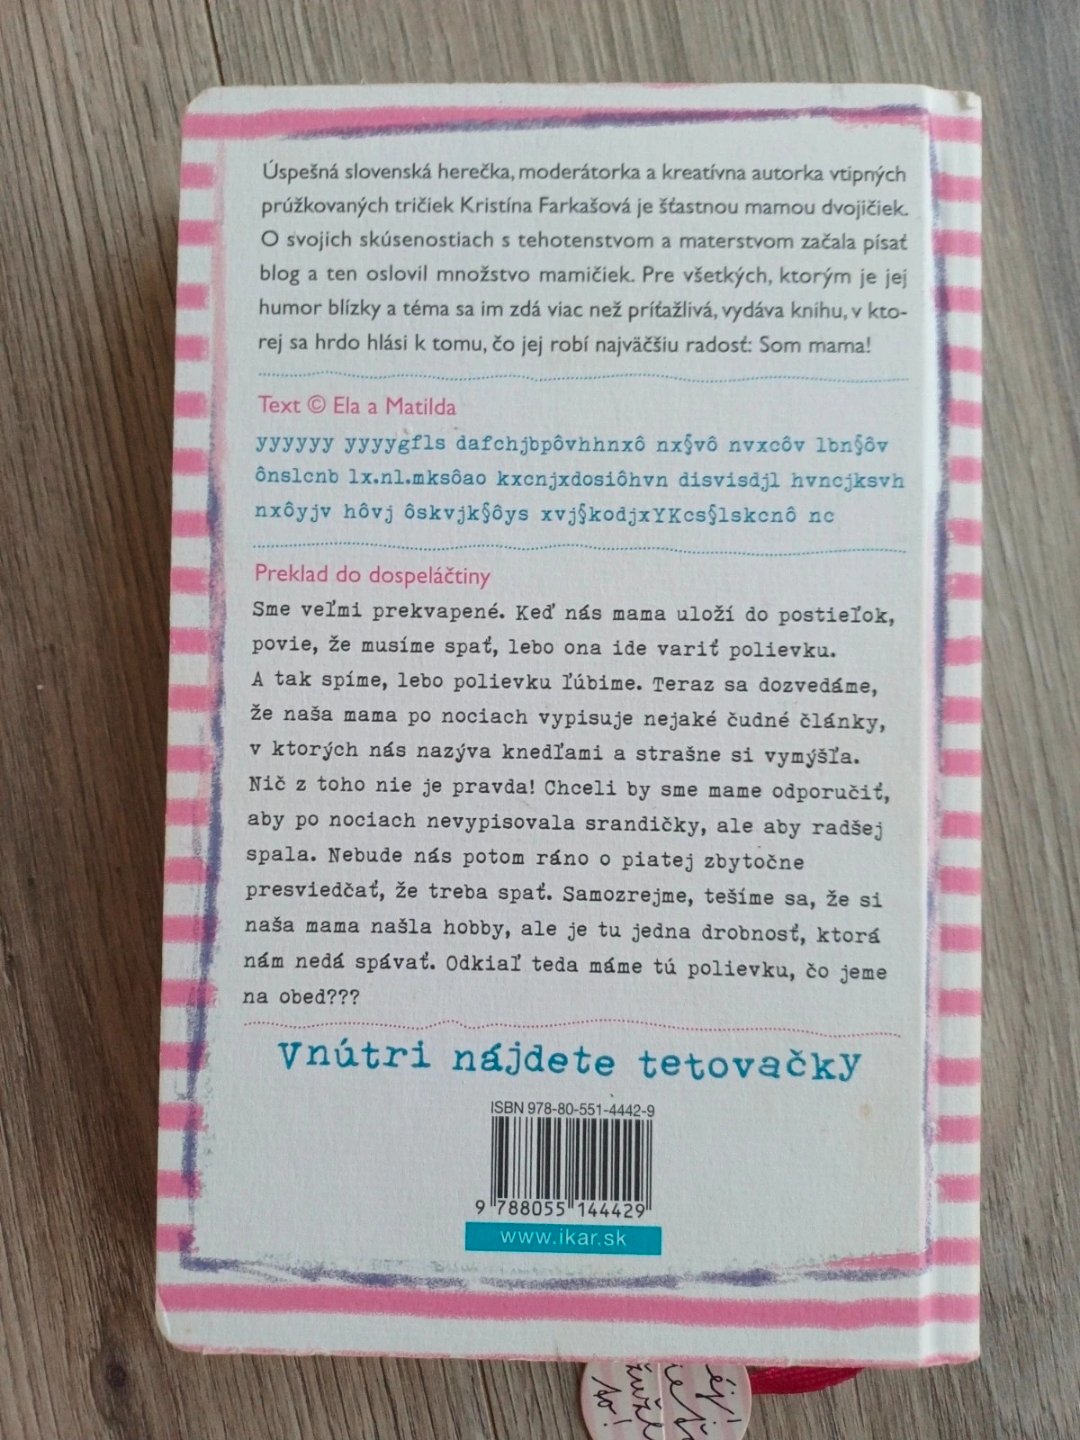 Úspešná slovenská herečka, moderátorka a kreatívna autorka vtipných
prúžkovaných tričiek Kristína Farkašová je šťastnou mamou dvojičiek.
O svojich skúsenostiach s tehotenstvom a materstvom začala písať
blog a ten oslovil množstvo mamičiek. Pre všetkých, ktorým je jej
humor blízky a téma sa im zdá viac než príťažlivá, vydáva knihu, v kto-
rej sa hrdo hlási k tomu, čo jej robí najväčšiu radosť: Som mama!
Text © Ela a Matilda
yyyyyy yyyygfls dafchjbpôvhhnxô nx§vô nvxcôv lbn§ôv
ônslcnb lx.nl.mksôao kxcnjxdosiôhvn disvisdjl hvncjksvh
nxôyjv hôvj ôskvjk§ôys xvj§kodjxYKcs§lskcnô nc
Preklad do dospeláčtiny
Sme veľmi prekvapené. Keď nás mama uloží do postieľok,
povie, že musíme spať, lebo ona ide variť polievku.
A tak spíme, lebo polievku ľúbime. Teraz sa dozvedáme,
že naša mama po nociach vypisuje nejaké čudné články,
v ktorých nás nazýva knedľami a strašne si vymýšľa.
Nič z toho nie je pravda! Chceli by sme mame odporučiť,
aby po nociach nevypisovala srandičky, ale aby radšej
spala. Nebude nás potom ráno o piatej zbytočne
presviedčať, že treba spať. Samozrejme, tešíme sa, že si
naša mama našla hobby, ale je tu jedna drobnosť, ktorá
nám nedá spávať. Odkiaľ teda máme tú polievku, čo jeme
na obed???
Vnútri nájdete tetovačky
ISBN 978-80-551-4442-9
9 788055 144429
www.ikar.sk